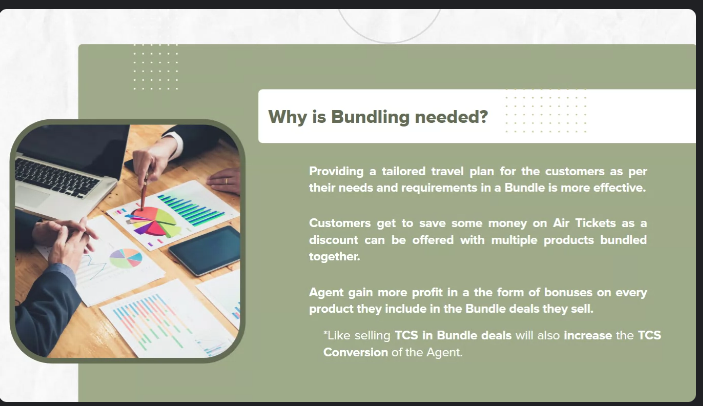 Why is Bundling needed?
Providing a tailored travel plan for the customers as per
their needs and requirements in a Bundle is more effective.
Customers get to save some money on Air Tickets as a
discount can be offered with multiple products bundled
together.
Agent gain more profit in a the form of bonuses on every
product they include in the Bundle deals they sell.
*Like selling TCS in Bundle deals will also increase the TCS
Conversion of the Agent.